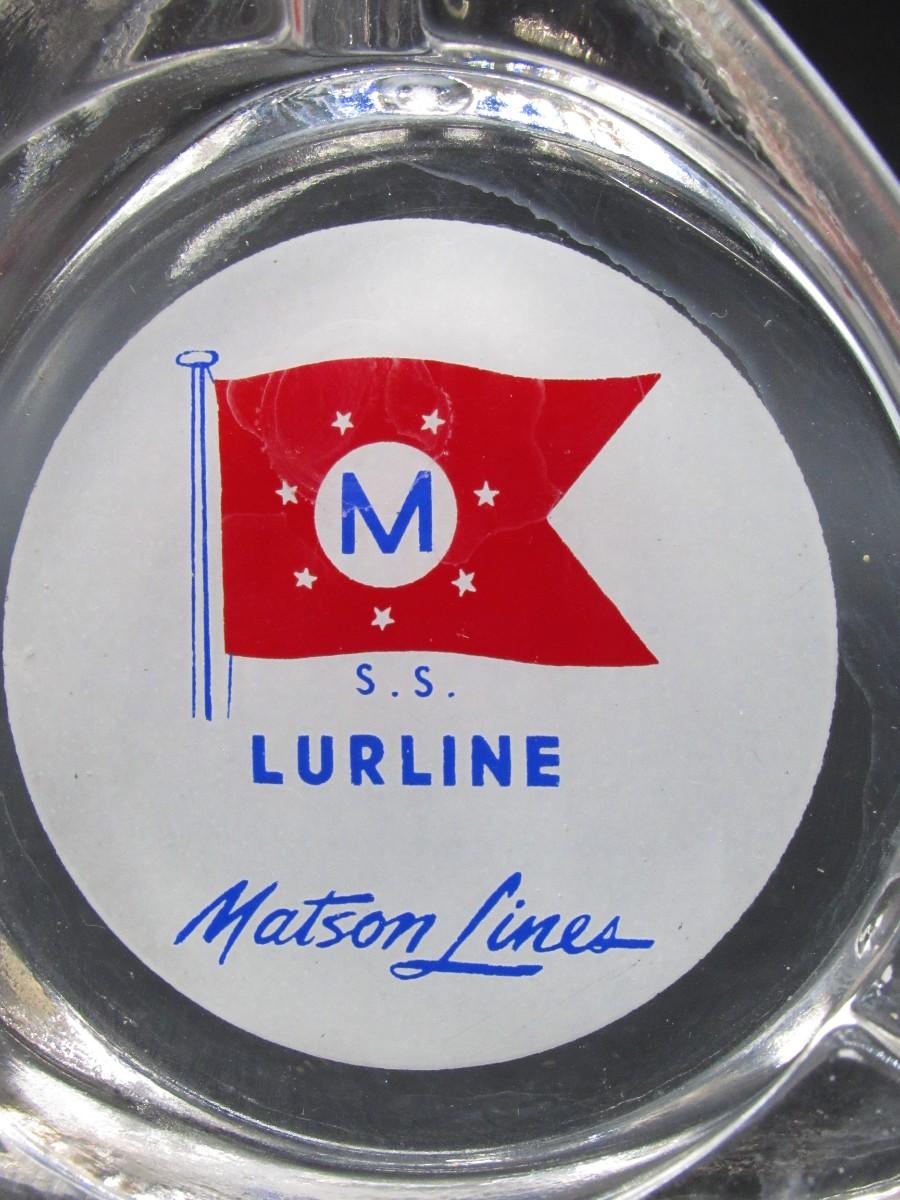 M
S.S.
LURLINE
Matson Lines